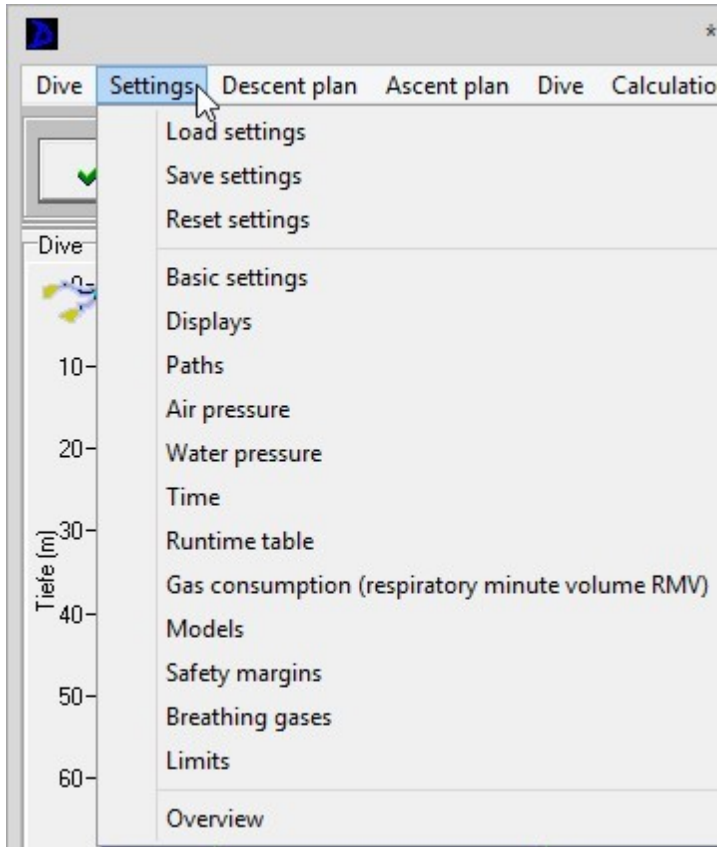 *
Dive Settings Descent plan Ascent plan Dive Calculatio
Load settings
Save settings
Reset settings
Dive
0
Basic settings
Displays
10
Paths
Air pressure
20
Water pressure
Time
30
Runtime table
Tiefe (m)
Gas consumption (respiratory minute volume RMV)
40
Models
Safety margins
50
Breathing gases
Limits
60
Overview